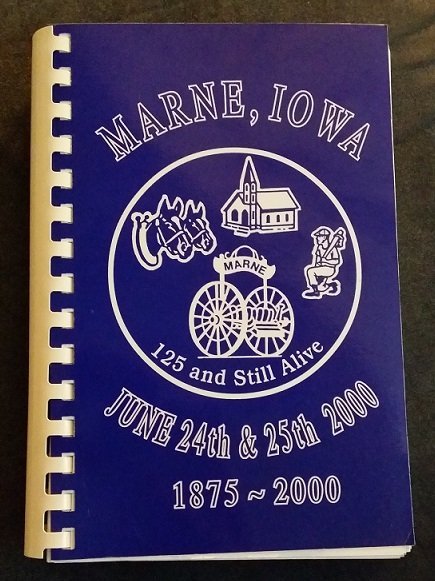 MARNE, IOWA
MARNE
125 and Still Alive
JUNE 24th & 25th 2000
1875 ~ 2000